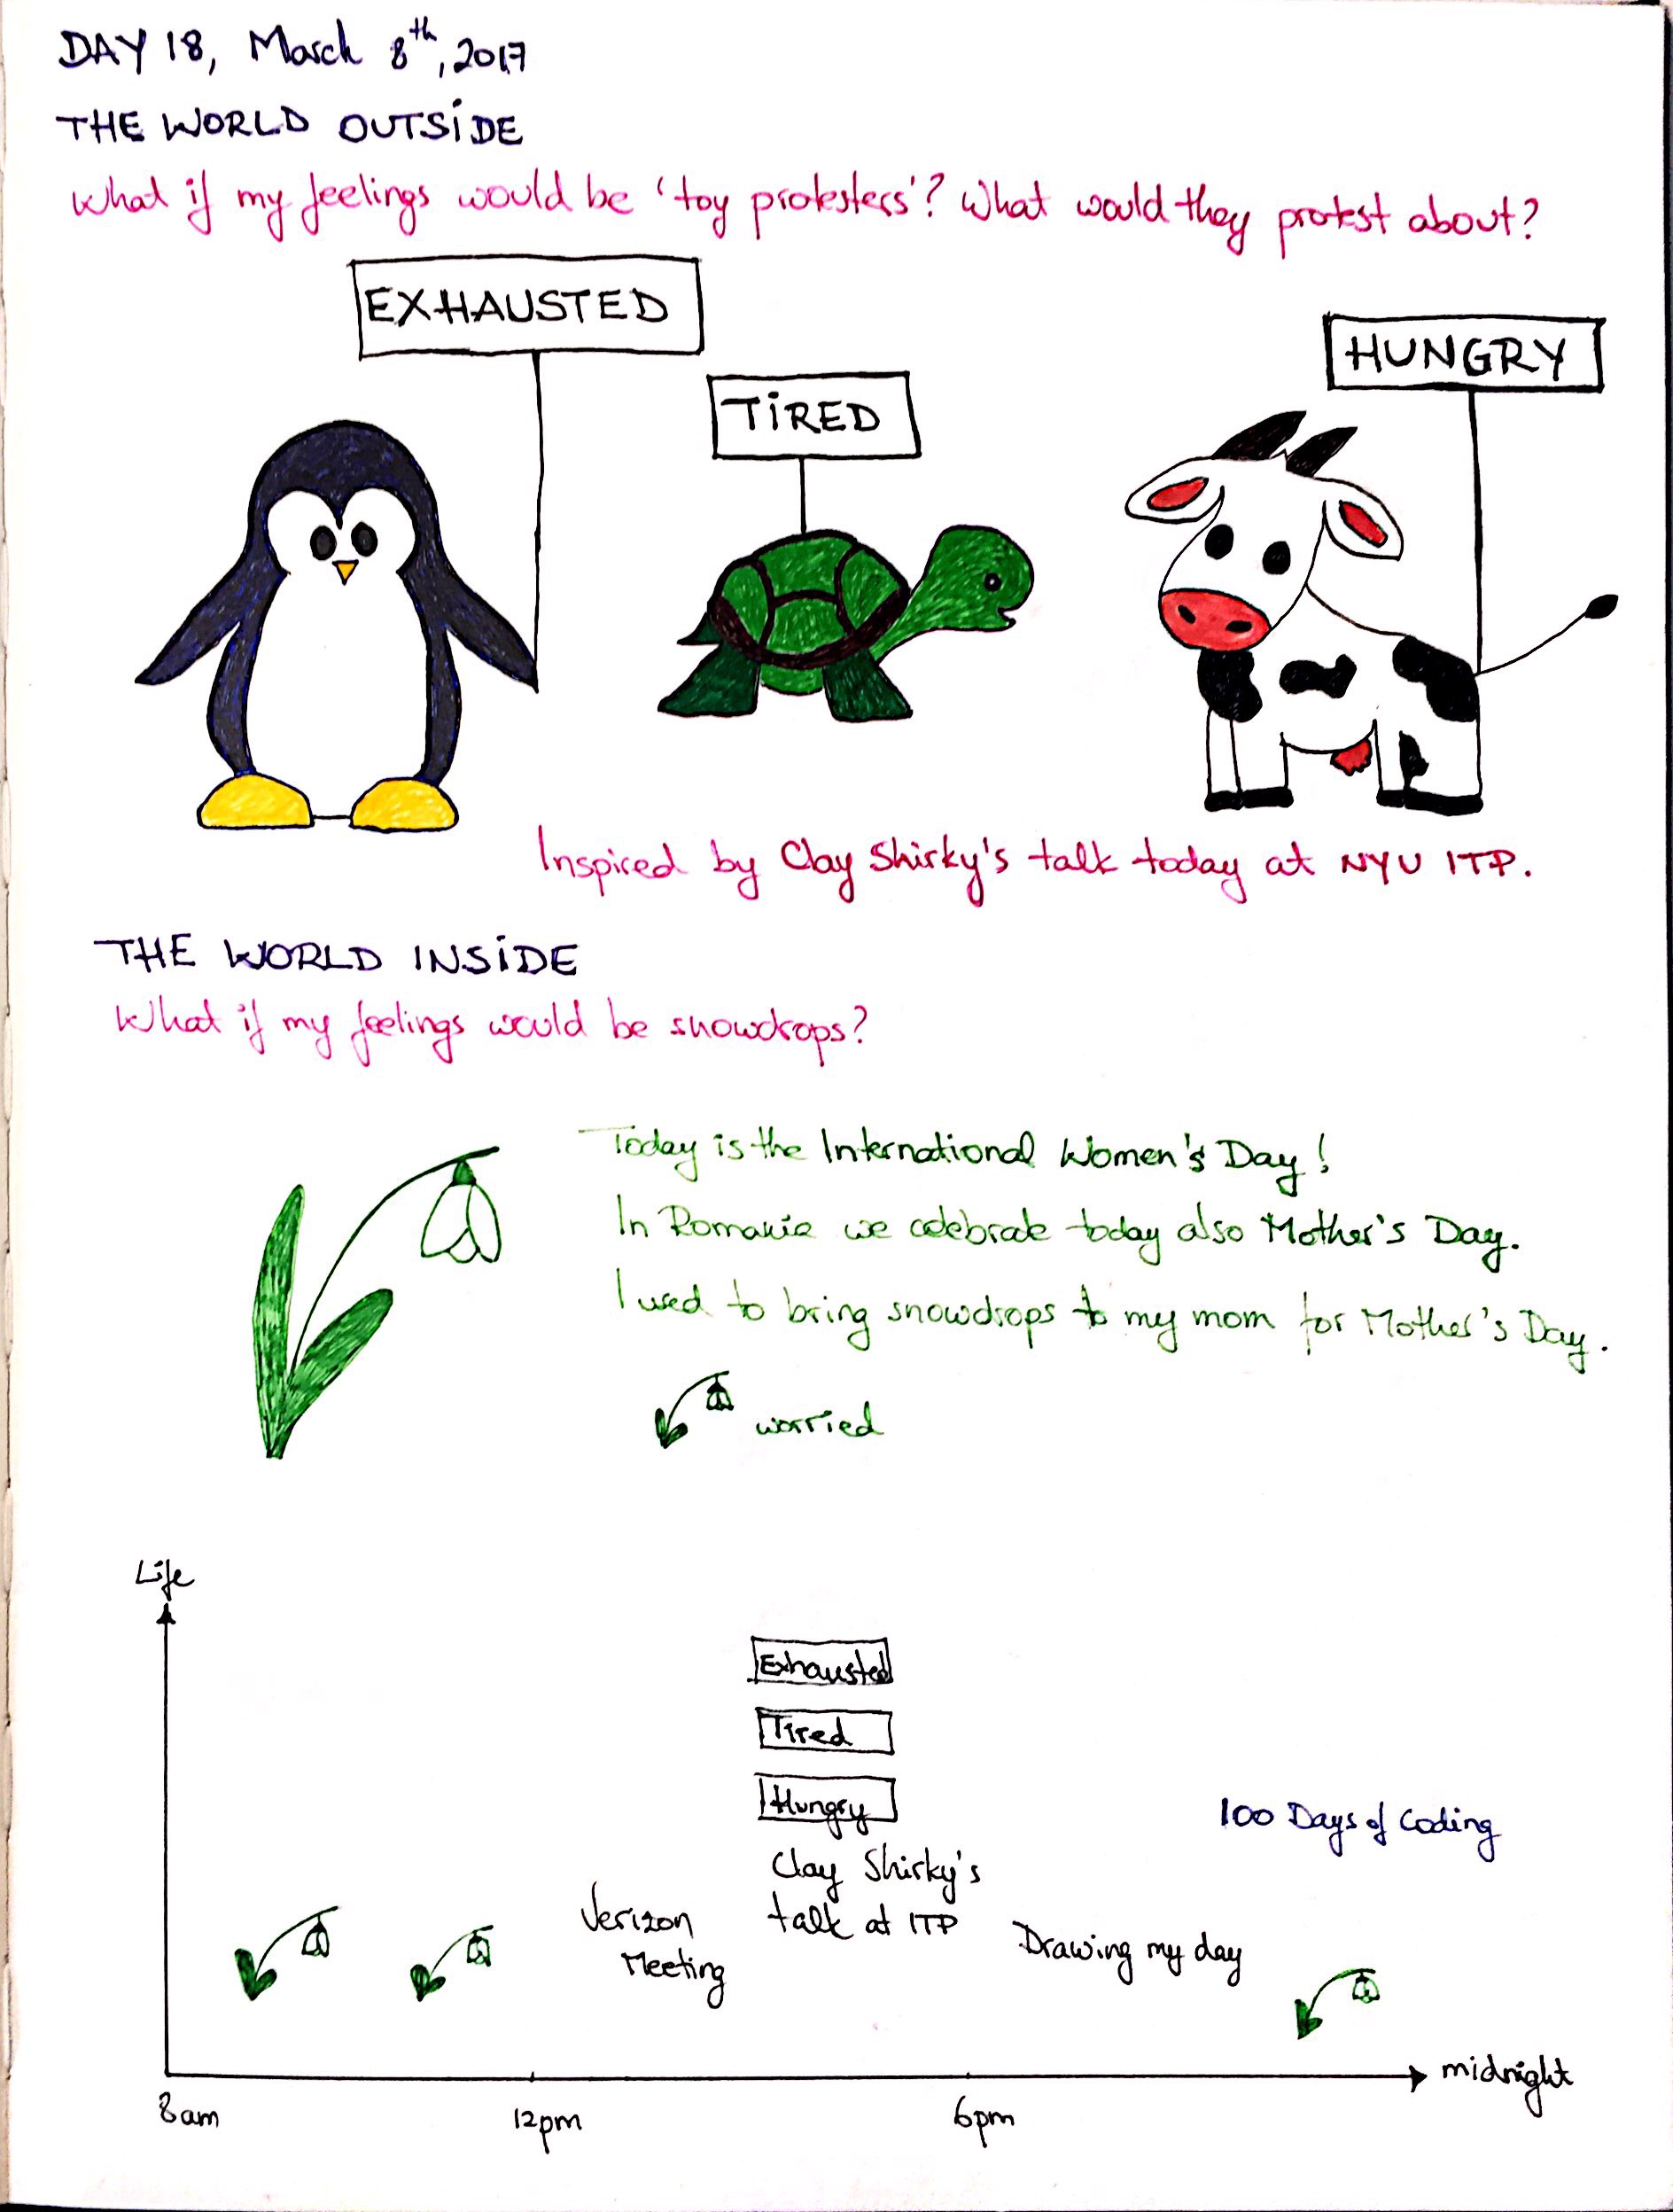 DAY 18, March 8th, 2017
THE WORLD OUTSIDE
What if my feelings would be 'toy protesters'? What would they protest about?
EXHAUSTED
TIRED
HUNGRY
Inspired by Clay Shirky's talk today at NYU ITP.
THE WORLD INSIDE
What if my feelings would be snowdrops?
Today is the International Women's Day!
In Romania we celebrate today also Mother's Day.
I used to bring snowdrops to my mom for Mother's Day.
worried
Life
Exhausted
Tired
Hungry
Clay Shirky's
talk at ITP
Verizon
Meeting
Drawing my day
100 Days of Coding
midnight
8am
12pm
6pm